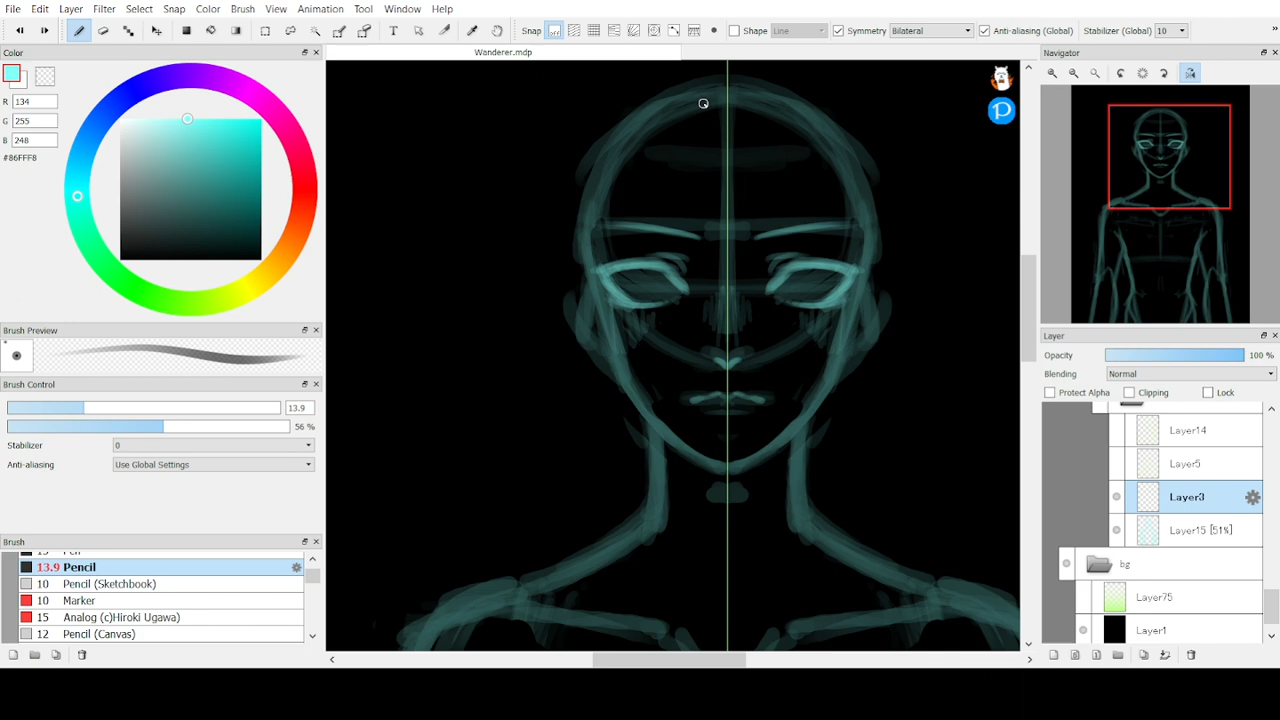 File Edit Layer Filter Select Snap Color Brush View Animation Tool Window Help
Snap Shape Line Symmetry Bilateral Anti-aliasing (Global) Stabilizer (Global) 10 »
Color
Wanderer.mdp
Navigator
R 134
G 255
B 248
#86FFF8
Brush Preview
Brush Control
13.9
56 %
Stabilizer 0
Anti-aliasing Use Global Settings
Brush
13.9 Pencil
10 Pencil (Sketchbook)
10 Marker
15 Analog (c)Hiroki Ugawa)
12 Pencil (Canvas)
Layer
Opacity 100 %
Blending Normal
Protect Alpha Clipping Lock
Layer14
Layer5
Layer3
Layer15 [51%]
bg
Layer75
Layer1